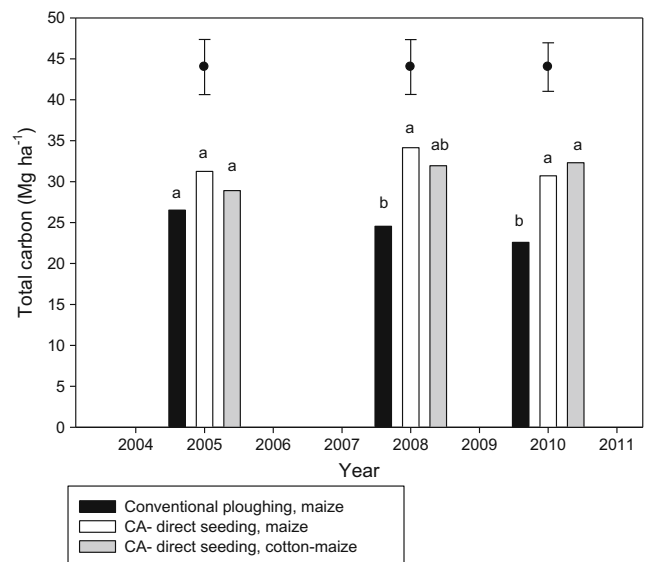 50
45
40
35
30
25
20
15
10
5
0
Total carbon (Mg ha⁻¹)
a a a
b a ab
b a a
2004 2005 2006 2007 2008 2009 2010 2011
Year
Conventional ploughing, maize
CA- direct seeding, maize
CA- direct seeding, cotton-maize